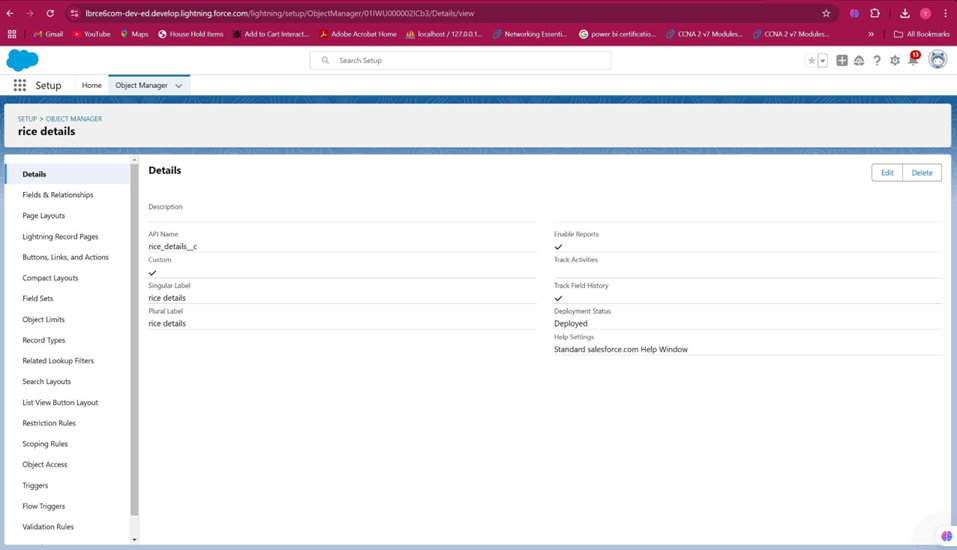 lbrce6com-dev-ed.develop.lightning.force.com/lightning/setup/ObjectManager/01IWU000002ICb3/Details/view
Gmail YouTube Maps House Hold Items Add to Cart Interact... Adobe Acrobat Home localhost / 127.0.0.1... Networking Essenti... power bi certificatio... CCNA 2 v7 Modules... CCNA 2 v7 Modules... » All Bookmarks
Search Setup
13
Setup Home Object Manager
SETUP > OBJECT MANAGER
rice details
Details
Fields & Relationships
Page Layouts
Lightning Record Pages
Buttons, Links, and Actions
Compact Layouts
Field Sets
Object Limits
Record Types
Related Lookup Filters
Search Layouts
List View Button Layout
Restriction Rules
Scoping Rules
Object Access
Triggers
Flow Triggers
Validation Rules
Details
Edit Delete
Description
API Name
rice_details__c
Custom
Singular Label
rice details
Plural Label
rice details
Enable Reports
Track Activities
Track Field History
Deployment Status
Deployed
Help Settings
Standard salesforce.com Help Window